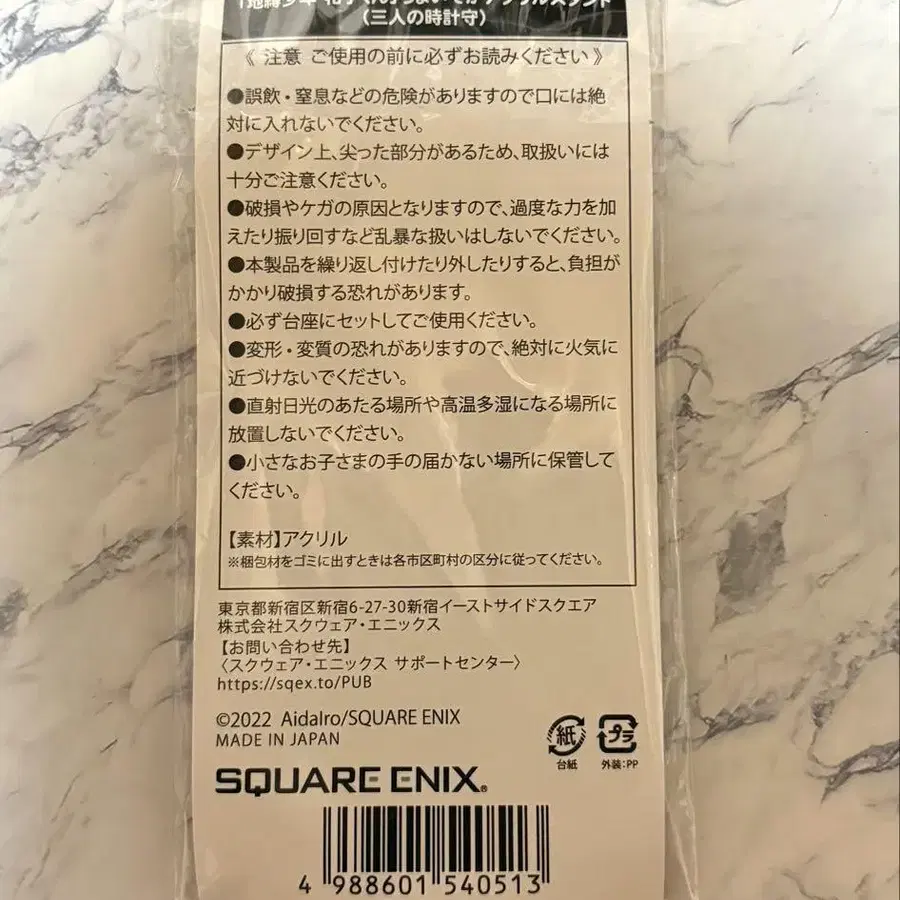 〈三人の時計守〉
《 注意 ご使用の前に必ずお読みください 》
●誤飲・窒息などの危険がありますので口には絶
対に入れないでください。
●デザイン上、尖った部分があるため、取扱いには
十分ご注意ください。
●破損やケガの原因となりますので、過度な力を加
えたり振り回すなど乱暴な扱いはしないでください。
●本製品を繰り返し付けたり外したりすると、負担が
かかり破損する恐れがあります。
●必ず台座にセットしてご使用ください。
●変形・変質の恐れがありますので、絶対に火気に
近づけないでください。
●直射日光のあたる場所や高温多湿になる場所に
放置しないでください。
●小さなお子さまの手の届かない場所に保管して
ください。
【素材】アクリル
※梱包材をゴミに出すときは各市区町村の区分に従ってください。
東京都新宿区新宿6-27-30新宿イーストサイドスクエア
株式会社スクウェア・エニックス
【お問い合わせ先】
〈スクウェア・エニックス サポートセンター〉
https://sqex.to/PUB
©2022 AidaIro/SQUARE ENIX
MADE IN JAPAN
紙
台紙
プラ
外装:PP
SQUARE ENIX®
4 988601 540513